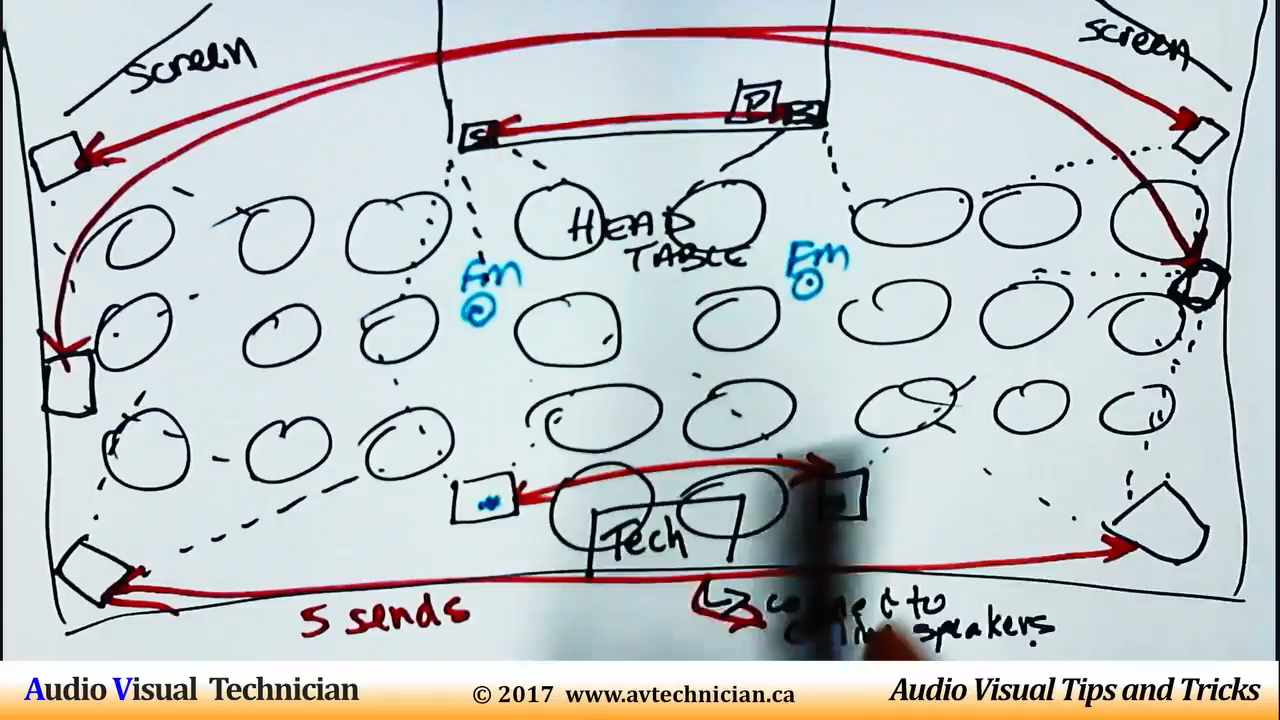 screen
screen
P
S
S
HEAD
TABLE
Fm
Fm
Tech
5 sends
to
speakers
Audio Visual Technician
© 2017 www.avtechnician.ca
Audio Visual Tips and Tricks